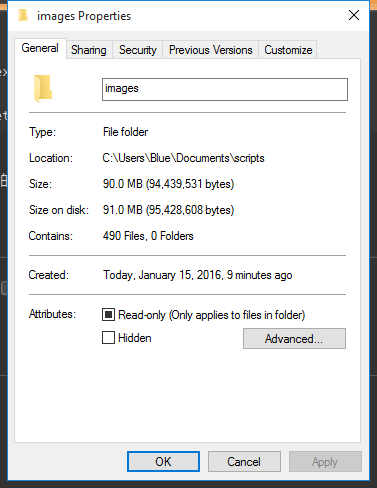 images Properties
General Sharing Security Previous Versions Customize
images
Type: File folder
Location: C:\Users\Blue\Documents\scripts
Size: 90.0 MB (94,439,531 bytes)
Size on disk: 91.0 MB (95,428,608 bytes)
Contains: 490 Files, 0 Folders
Created: Today, January 15, 2016, 9 minutes ago
Attributes: Read-only (Only applies to files in folder)
Hidden Advanced...
OK Cancel Apply